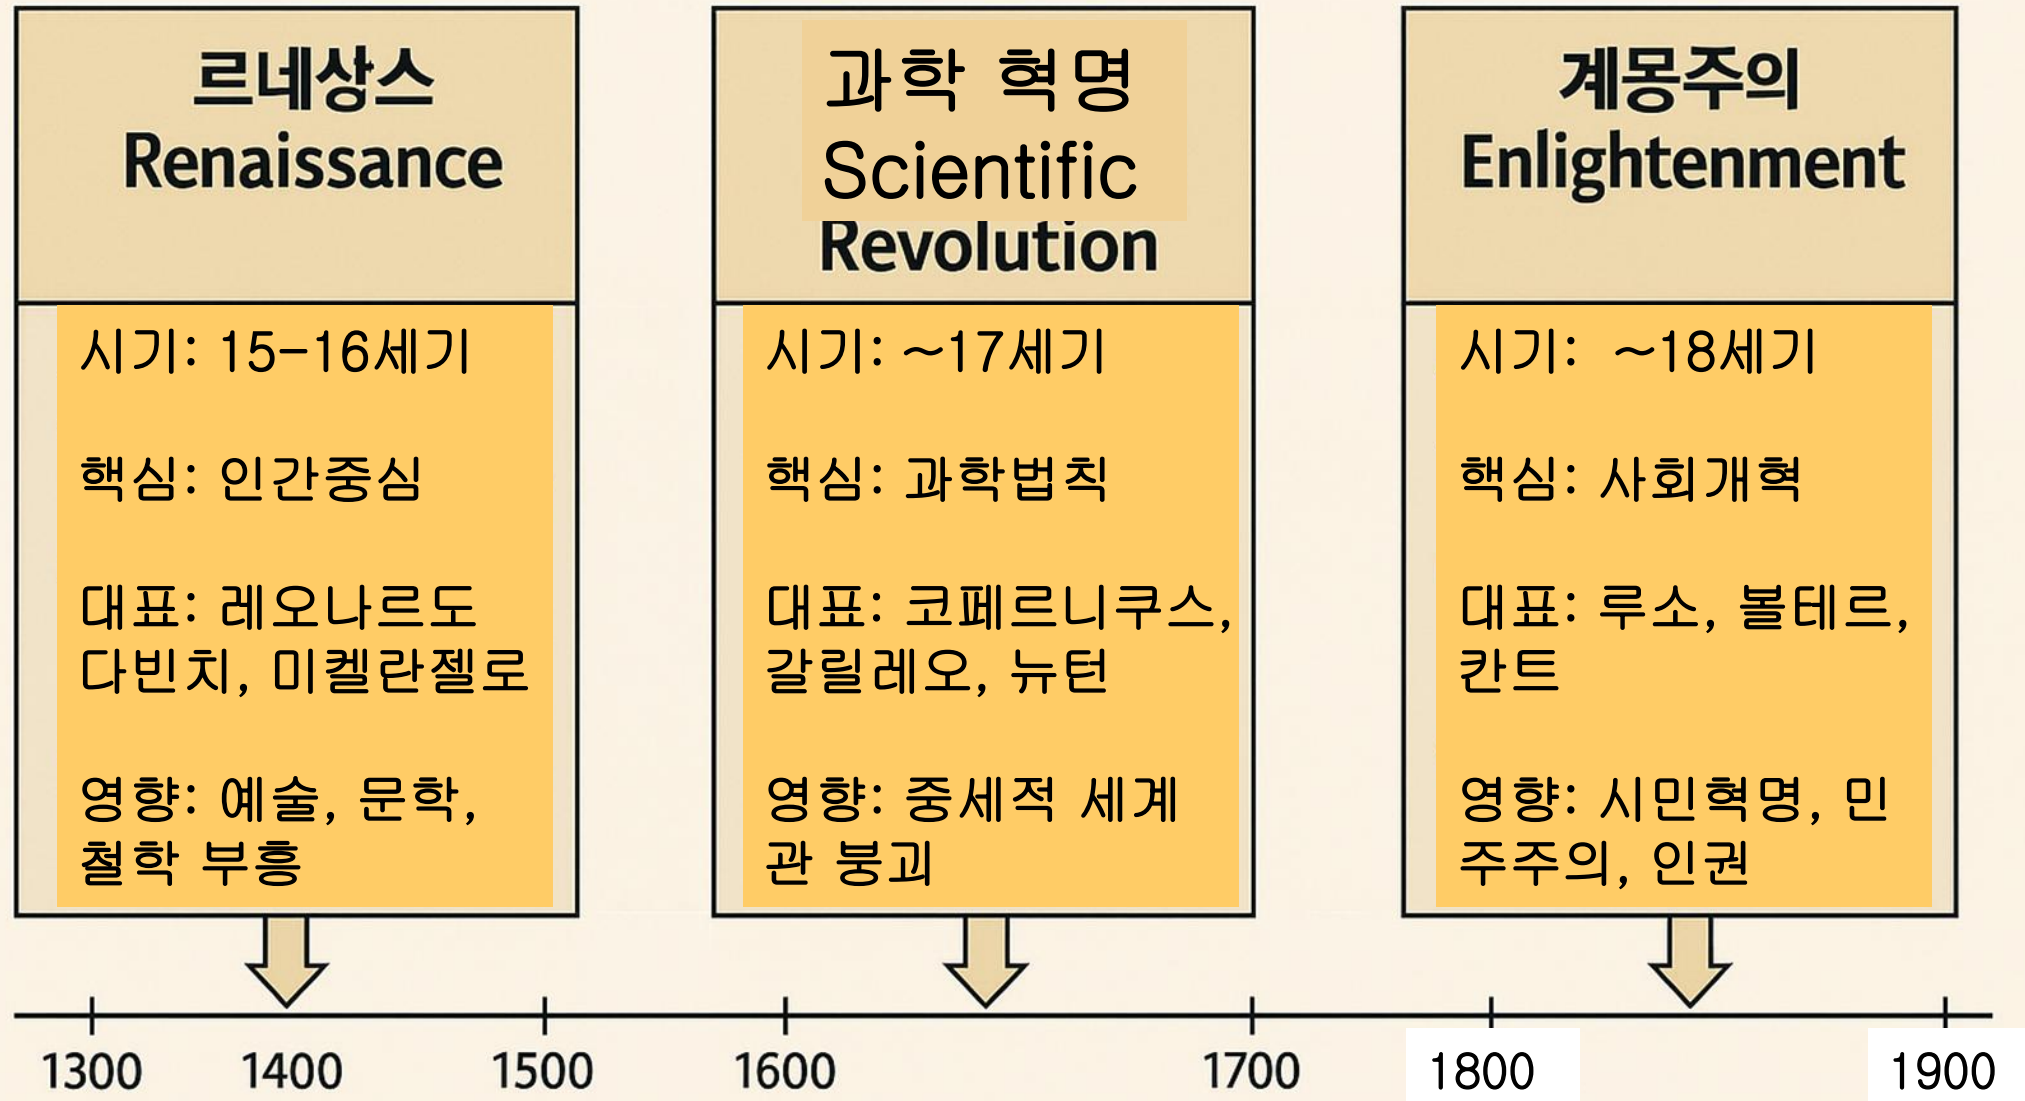 르네상스
Renaissance
시기: 15-16세기
핵심: 인간중심
대표: 레오나르도
다빈치, 미켈란젤로
영향: 예술, 문학,
철학 부흥
과학 혁명
Scientific
Revolution
시기: ~17세기
핵심: 과학법칙
대표: 코페르니쿠스,
갈릴레오, 뉴턴
영향: 중세적 세계
관 붕괴
계몽주의
Enlightenment
시기: ~18세기
핵심: 사회개혁
대표: 루소, 볼테르,
칸트
영향: 시민혁명, 민
주주의, 인권
1300 1400 1500 1600 1700 1800 1900